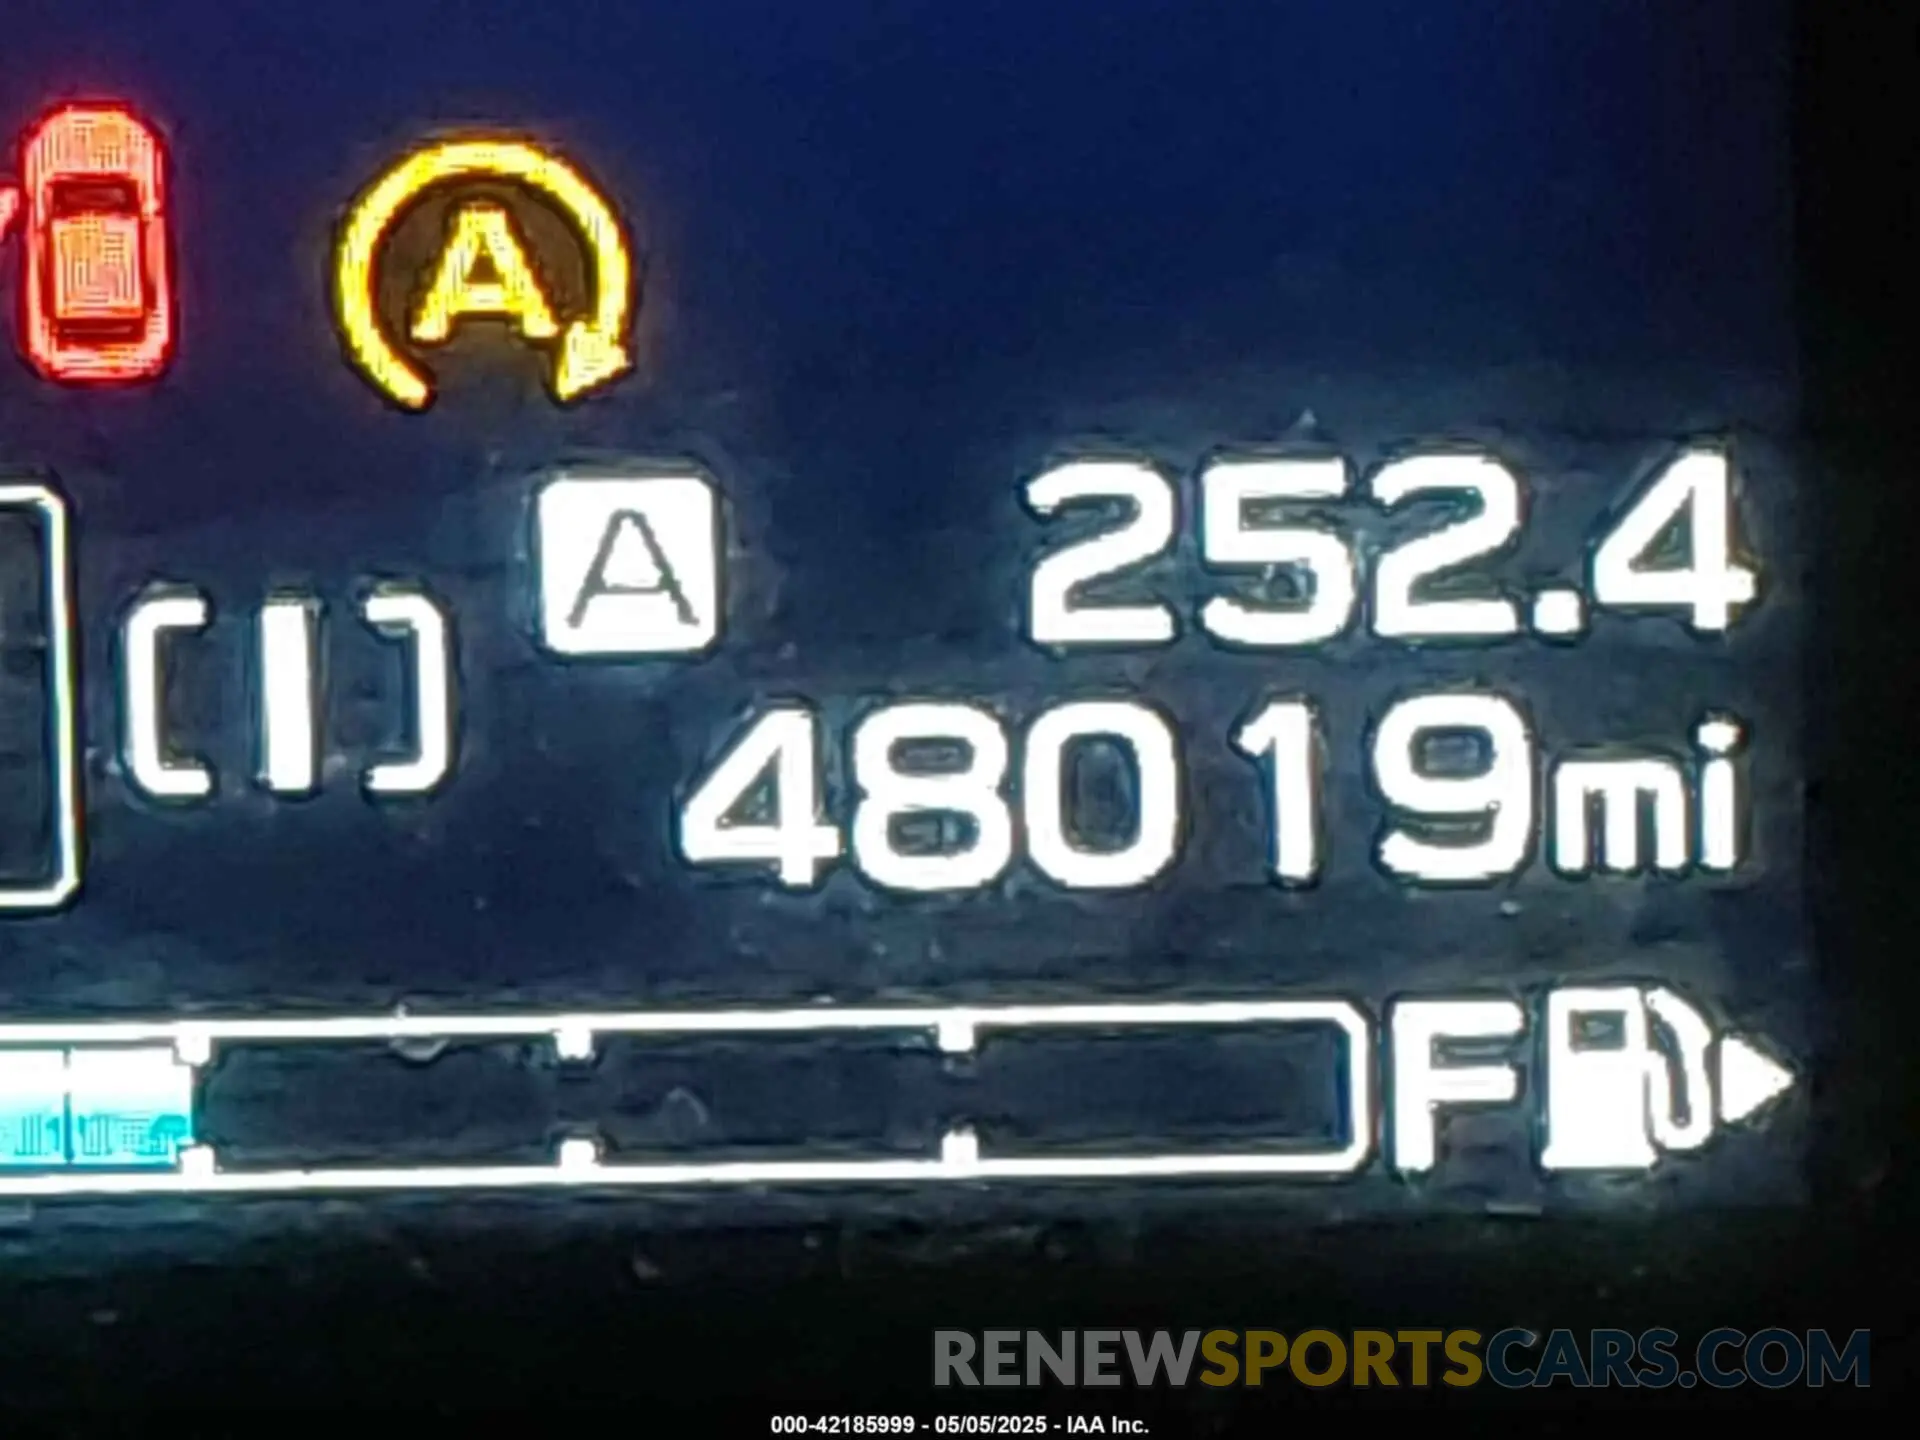 A
A 252.4
48019mi
F
RENEWSPORTSCARS.COM
000-42185999 - 05/05/2025 - IAA Inc.